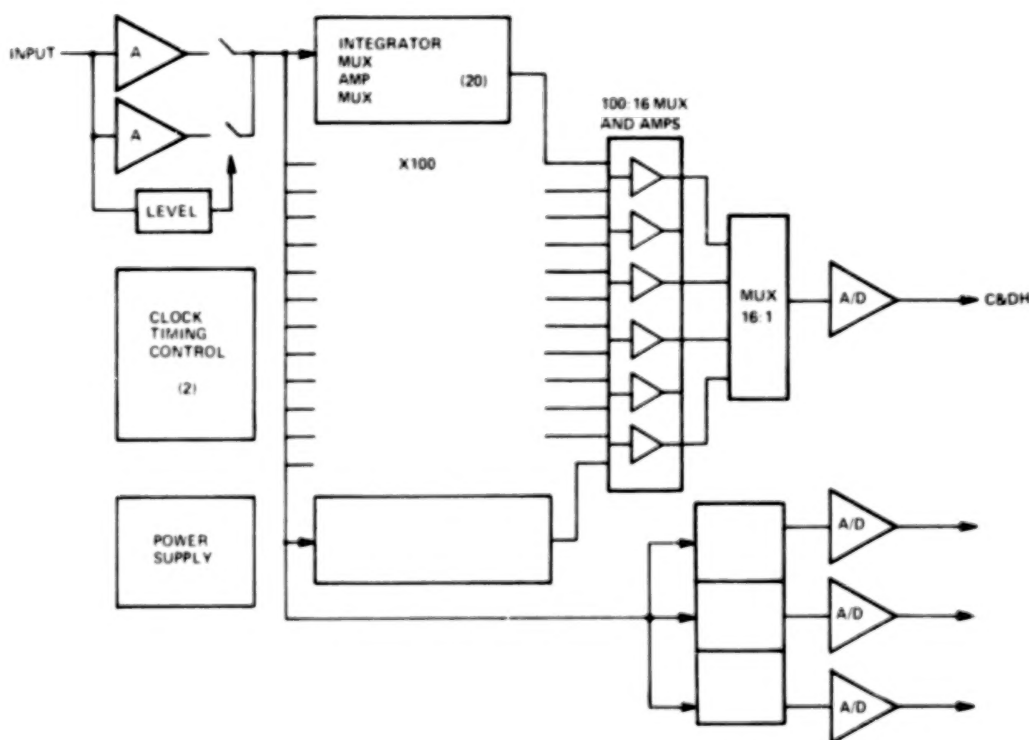 INPUT
A
A
LEVEL
INTEGRATOR
MUX
AMP (20)
MUX
X100
100:16 MUX
AND AMPS
MUX
16:1
A/D
C&DH
CLOCK
TIMING
CONTROL
(2)
POWER
SUPPLY
A/D
A/D
A/D